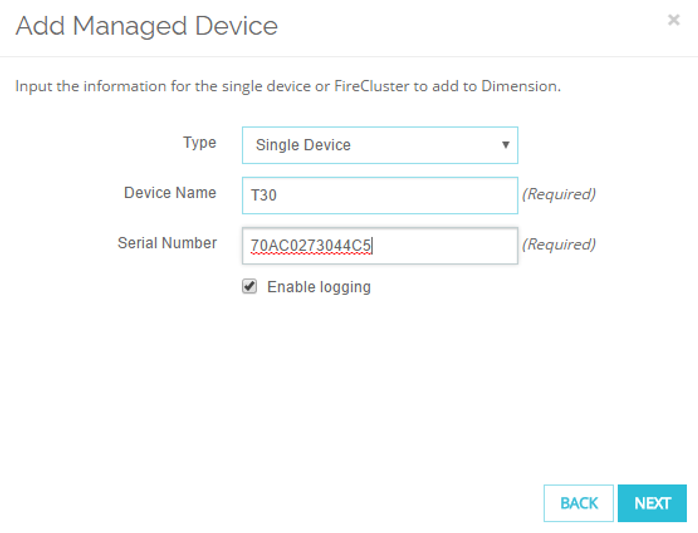 Add Managed Device
×
Input the information for the single device or FireCluster to add to Dimension.
Type Single Device ▼
Device Name T30 (Required)
Serial Number 70AC0273044C5 (Required)
Enable logging
BACK NEXT